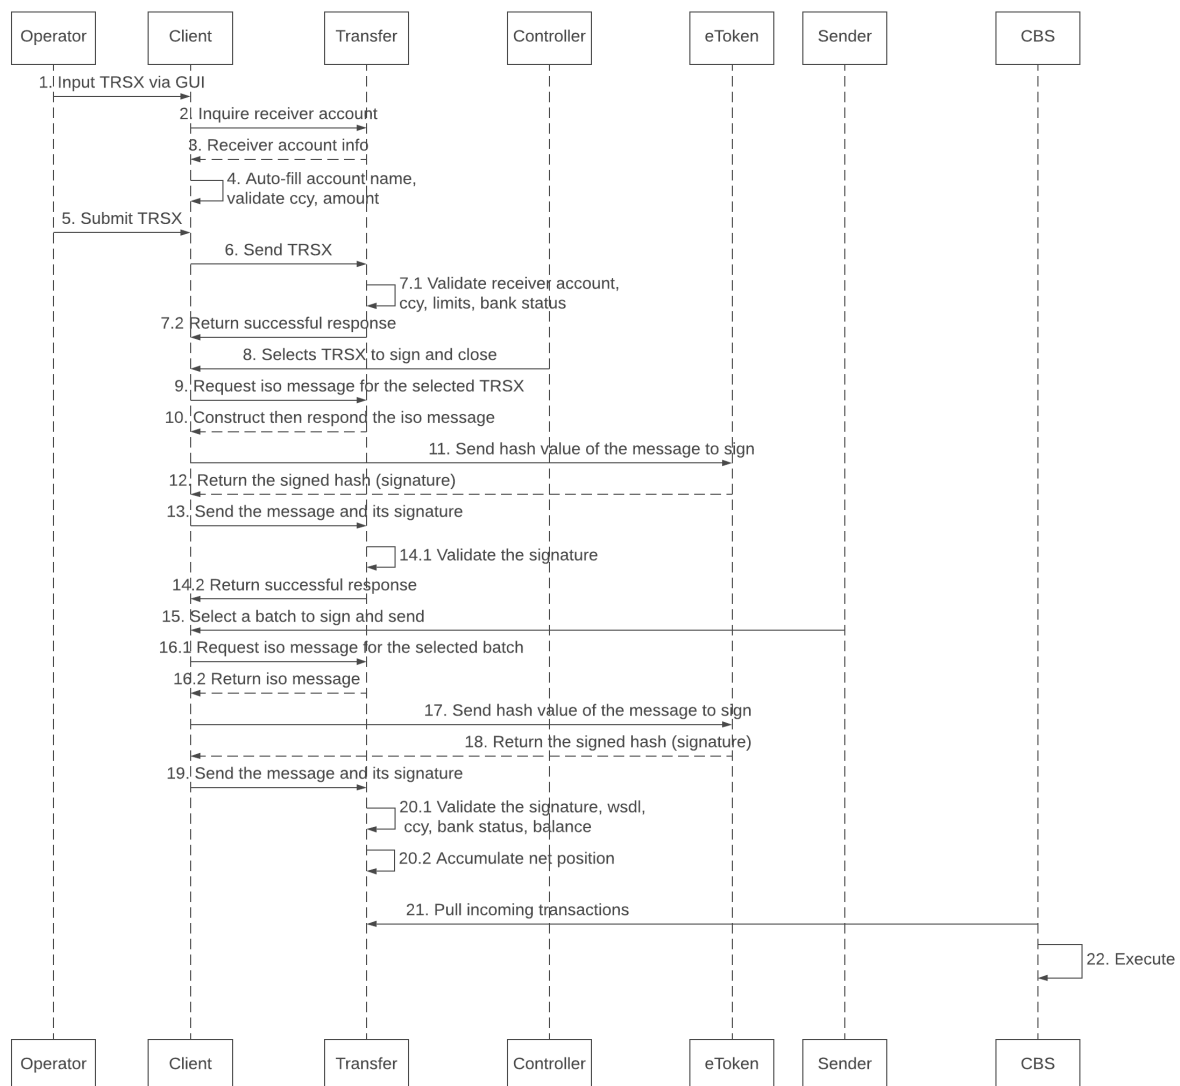 Operator
Client
Transfer
Controller
eToken
Sender
CBS
1. Input TRSX via GUI
2. Inquire receiver account
3. Receiver account info
4. Auto-fill account name,
validate ccy, amount
5. Submit TRSX
6. Send TRSX
7.1 Validate receiver account,
ccy, limits, bank status
7.2 Return successful response
8. Selects TRSX to sign and close
9. Request iso message for the selected TRSX
10. Construct then respond the iso message
11. Send hash value of the message to sign
12. Return the signed hash (signature)
13. Send the message and its signature
14.1 Validate the signature
14.2 Return successful response
15. Select a batch to sign and send
16.1 Request iso message for the selected batch
16.2 Return iso message
17. Send hash value of the message to sign
18. Return the signed hash (signature)
19. Send the message and its signature
20.1 Validate the signature, wsdl,
ccy, bank status, balance
20.2 Accumulate net position
21. Pull incoming transactions
22. Execute
Operator
Client
Transfer
Controller
eToken
Sender
CBS